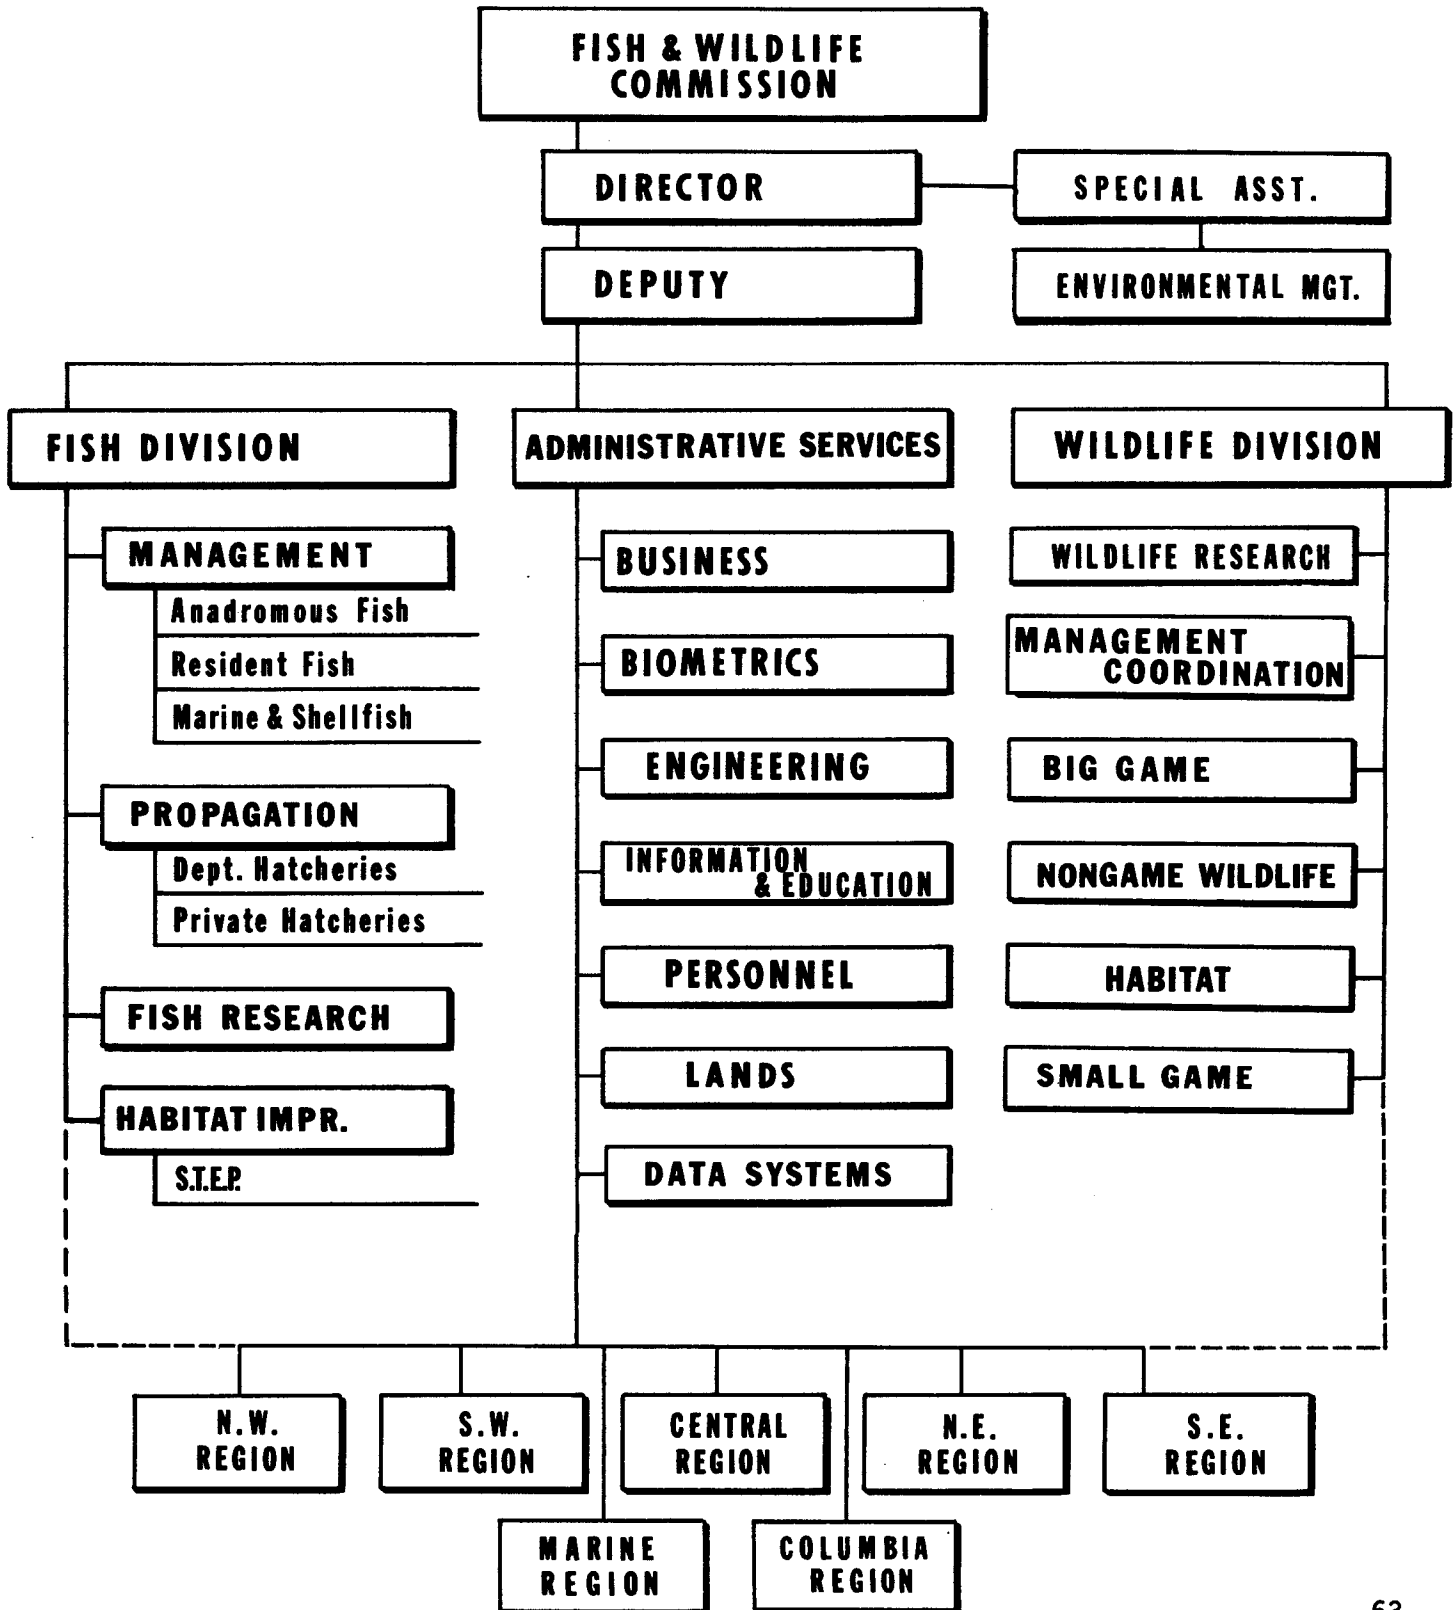 FISH & WILDLIFE
COMMISSION
DIRECTOR
SPECIAL ASST.
DEPUTY
ENVIRONMENTAL MGT.
FISH DIVISION
ADMINISTRATIVE SERVICES
WILDLIFE DIVISION
MANAGEMENT
Anadromous Fish
Resident Fish
Marine & Shellfish
PROPAGATION
Dept. Hatcheries
Private Hatcheries
FISH RESEARCH
HABITAT IMPR.
S.T.E.P.
BUSINESS
BIOMETRICS
ENGINEERING
INFORMATION
& EDUCATION
PERSONNEL
LANDS
DATA SYSTEMS
WILDLIFE RESEARCH
MANAGEMENT
COORDINATION
BIG GAME
NONGAME WILDLIFE
HABITAT
SMALL GAME
N.W.
REGION
S.W.
REGION
CENTRAL
REGION
N.E.
REGION
S.E.
REGION
MARINE
REGION
COLUMBIA
REGION
63